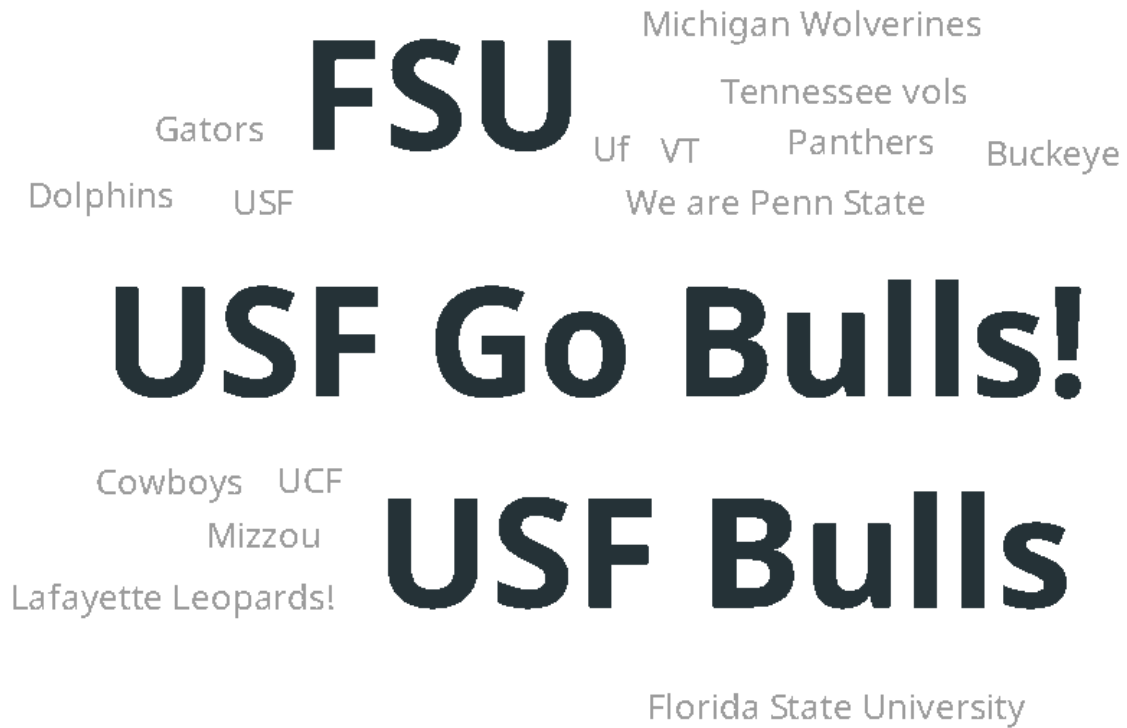 Michigan Wolverines
FSU
Tennessee vols
Gators
Uf
VT
Panthers
Buckeye
Dolphins
USF
We are Penn State
USF Go Bulls!
Cowboys
UCF
USF Bulls
Mizzou
Lafayette Leopards!
Florida State University